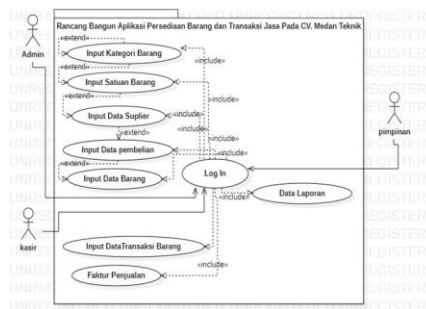 Rancang Bangun Aplikasi Persediaan Barang dan Transaksi Jasa Pada CV. Medan Teknik
Admin
«extend»
Input Kategori Barang
«include»
«extend»
Input Satuan Barang
«extend»
«include»
Input Data Suplier
«include»
«include»
«extend»
«include»
Input Data pembelian
«include»
«extend»
Input Data Barang
Log In
pimpinan
«include»
Data Laporan
kasir
Input DataTransaksi Barang
«include»
Faktur Penjualan
«include»